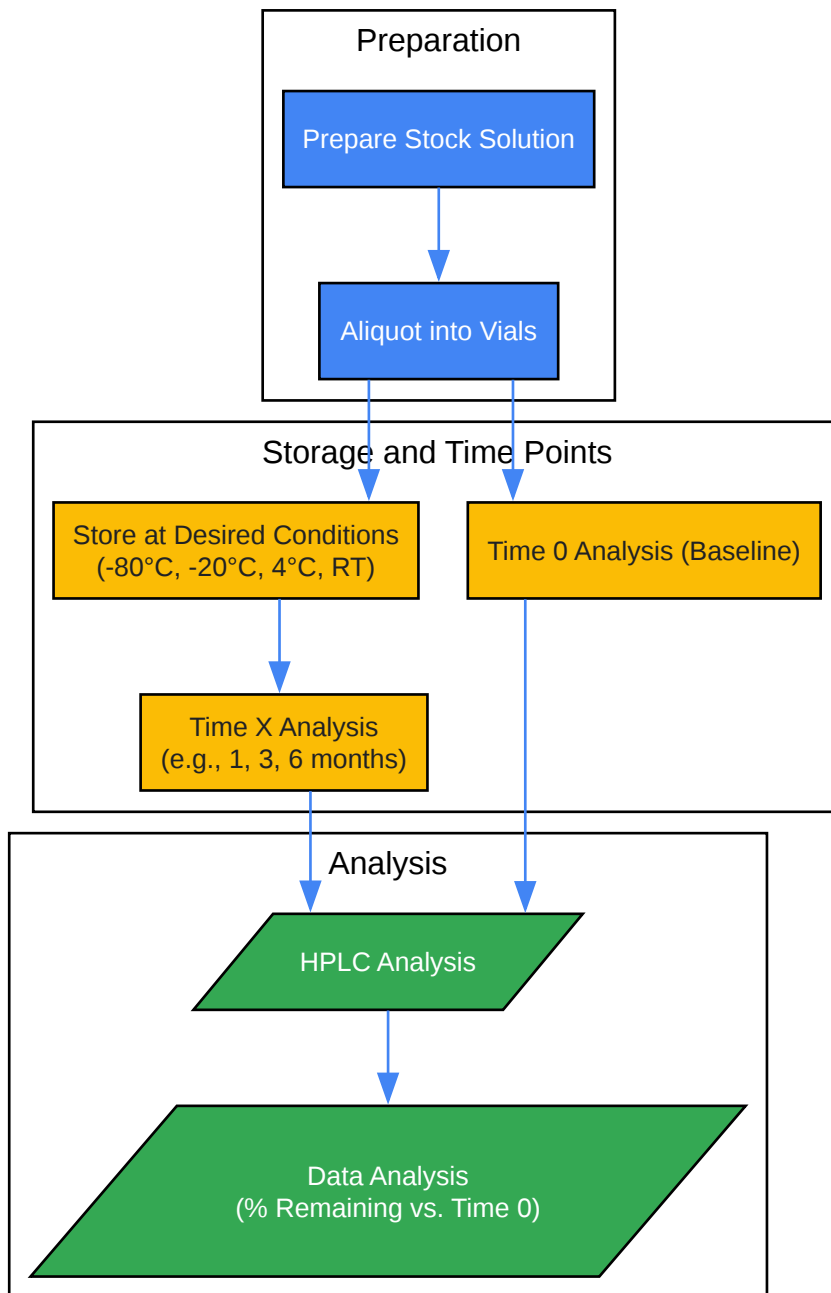 Preparation
Prepare Stock Solution
Aliquot into Vials
Storage and Time Points
Store at Desired Conditions
(-80°C, -20°C, 4°C, RT)
Time 0 Analysis (Baseline)
Time X Analysis
(e.g., 1, 3, 6 months)
Analysis
HPLC Analysis
Data Analysis
(% Remaining vs. Time 0)